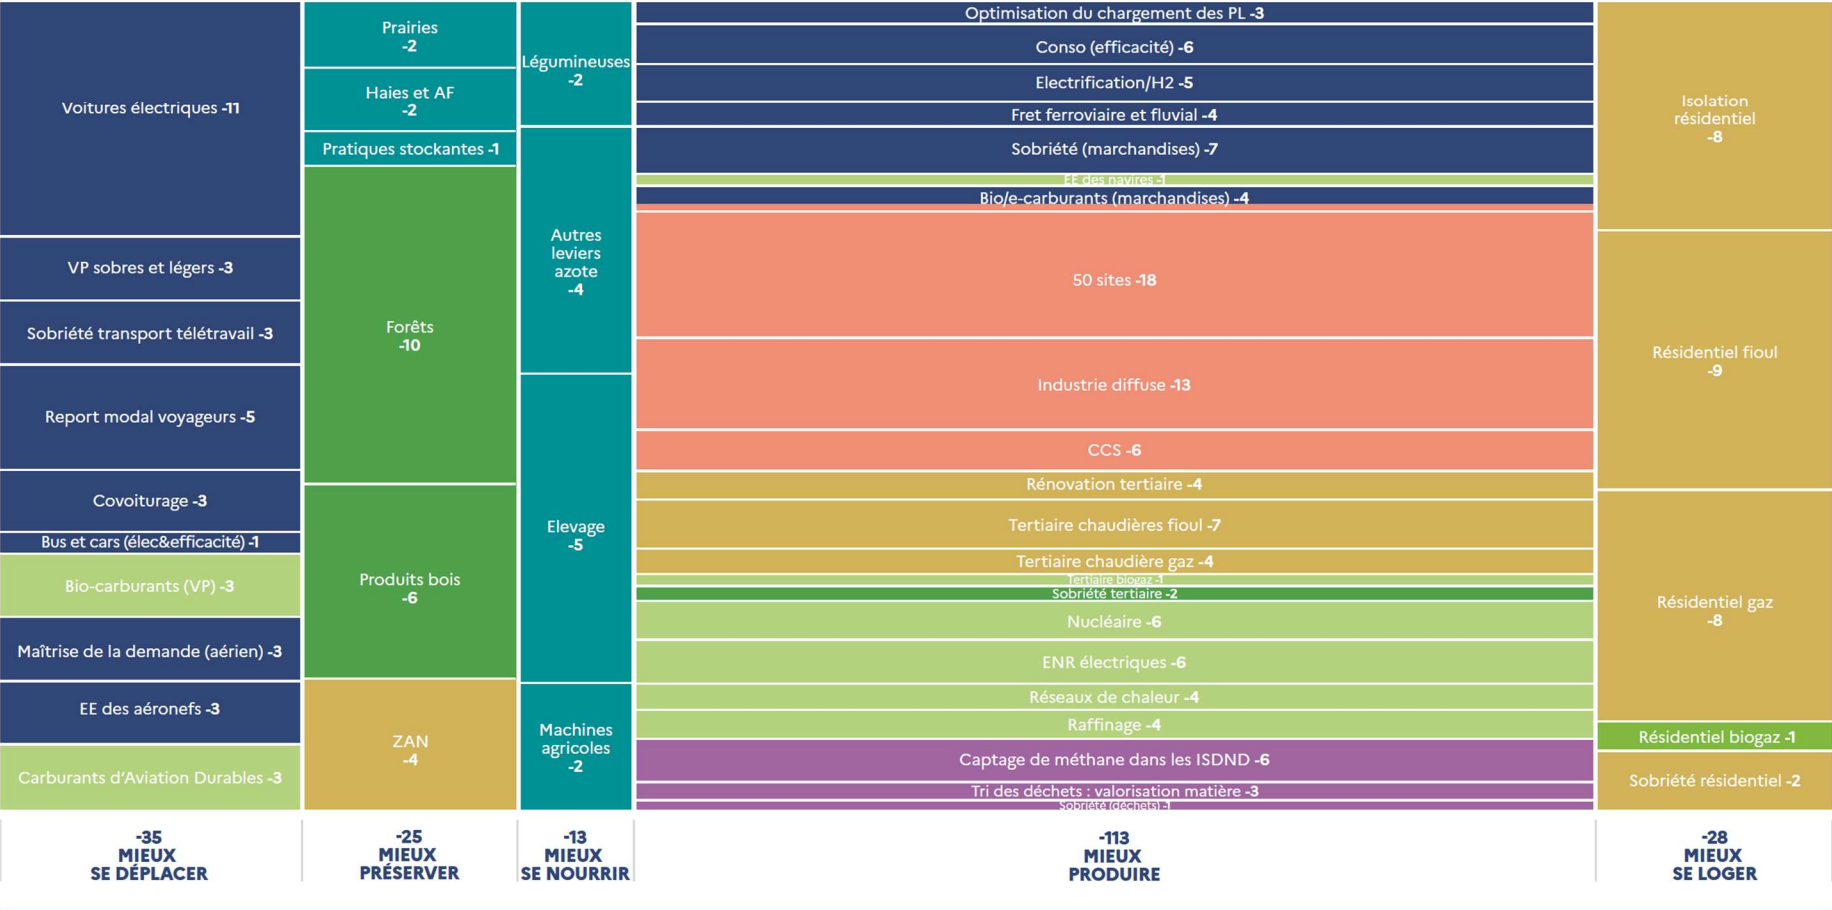 Voitures électriques -11
VP sobres et légers -3
Sobriété transport télétravail -3
Report modal voyageurs -5
Covoiturage -3
Bus et cars (élec&efficacité) -1
Bio-carburants (VP) -3
Maîtrise de la demande (aérien) -3
EE des aéronefs -3
Carburants d'Aviation Durables -3
-35
MIEUX
SE DÉPLACER
Prairies
-2
Haies et AF
-2
Pratiques stockantes -1
Forêts
-10
Produits bois
-6
ZAN
-4
-25
MIEUX
PRÉSERVER
Légumineuses
-2
Autres
leviers
azote
-4
Elevage
-5
Machines
agricoles
-2
-13
MIEUX
SE NOURRIR
Optimisation du chargement des PL -3
Conso (efficacité) -6
Electrification/H2 -5
Fret ferroviaire et fluvial -4
Sobriété (marchandises) -7
EE des navires -1
Bio/e-carburants (marchandises) -4
50 sites -18
Industrie diffuse -13
CCS -6
Rénovation tertiaire -4
Tertiaire chaudières fioul -7
Tertiaire chaudière gaz -4
Tertiaire biogaz -1
Sobriété tertiaire -2
Nucléaire -6
ENR électriques -6
Réseaux de chaleur -4
Raffinage -4
Captage de méthane dans les ISDND -6
Tri des déchets : valorisation matière -3
Sobriété (déchets) -1
-113
MIEUX
PRODUIRE
Isolation
résidentiel
-8
Résidentiel fioul
-9
Résidentiel gaz
-8
Résidentiel biogaz -1
Sobriété résidentiel -2
-28
MIEUX
SE LOGER